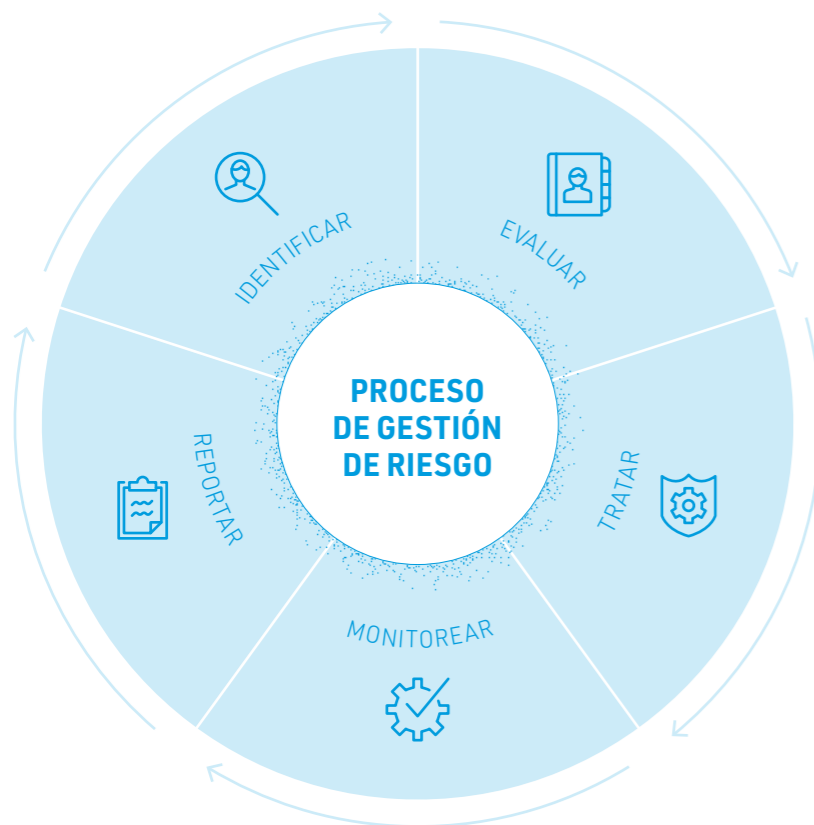 IDENTIFICAR
EVALUAR
PROCESO
DE GESTIÓN
DE RIESGO
REPORTAR
TRATAR
MONITOREAR